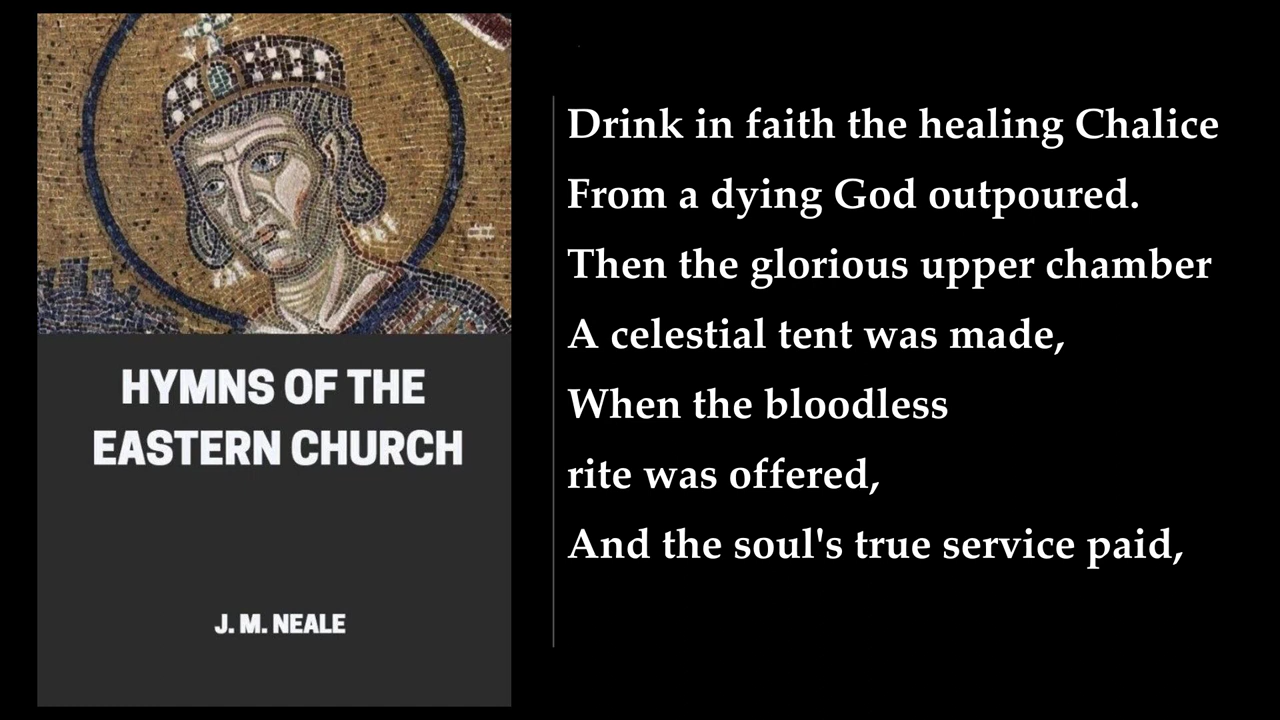 HYMNS OF THE
EASTERN CHURCH
J. M. NEALE
Drink in faith the healing Chalice
From a dying God outpoured.
Then the glorious upper chamber
A celestial tent was made,
When the bloodless
rite was offered,
And the soul's true service paid,